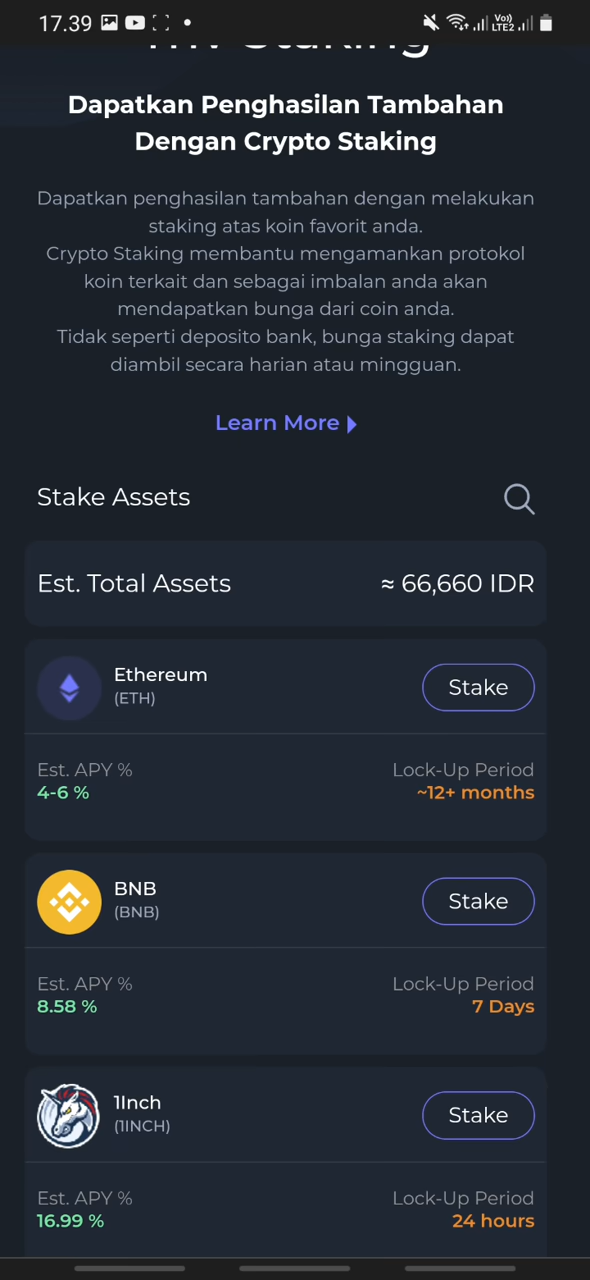 17.39
Vo))
LTE2
Staking
Dapatkan Penghasilan Tambahan
Dengan Crypto Staking
Dapatkan penghasilan tambahan dengan melakukan
staking atas koin favorit anda.
Crypto Staking membantu mengamankan protokol
koin terkait dan sebagai imbalan anda akan
mendapatkan bunga dari coin anda.
Tidak seperti deposito bank, bunga staking dapat
diambil secara harian atau mingguan.
Learn More
Stake Assets
Est. Total Assets ≈ 66,660 IDR
Ethereum
(ETH)
Stake
Est. APY % Lock-Up Period
4-6 % ~12+ months
BNB
(BNB)
Stake
Est. APY % Lock-Up Period
8.58 % 7 Days
1Inch
(1INCH)
Stake
Est. APY % Lock-Up Period
16.99 % 24 hours